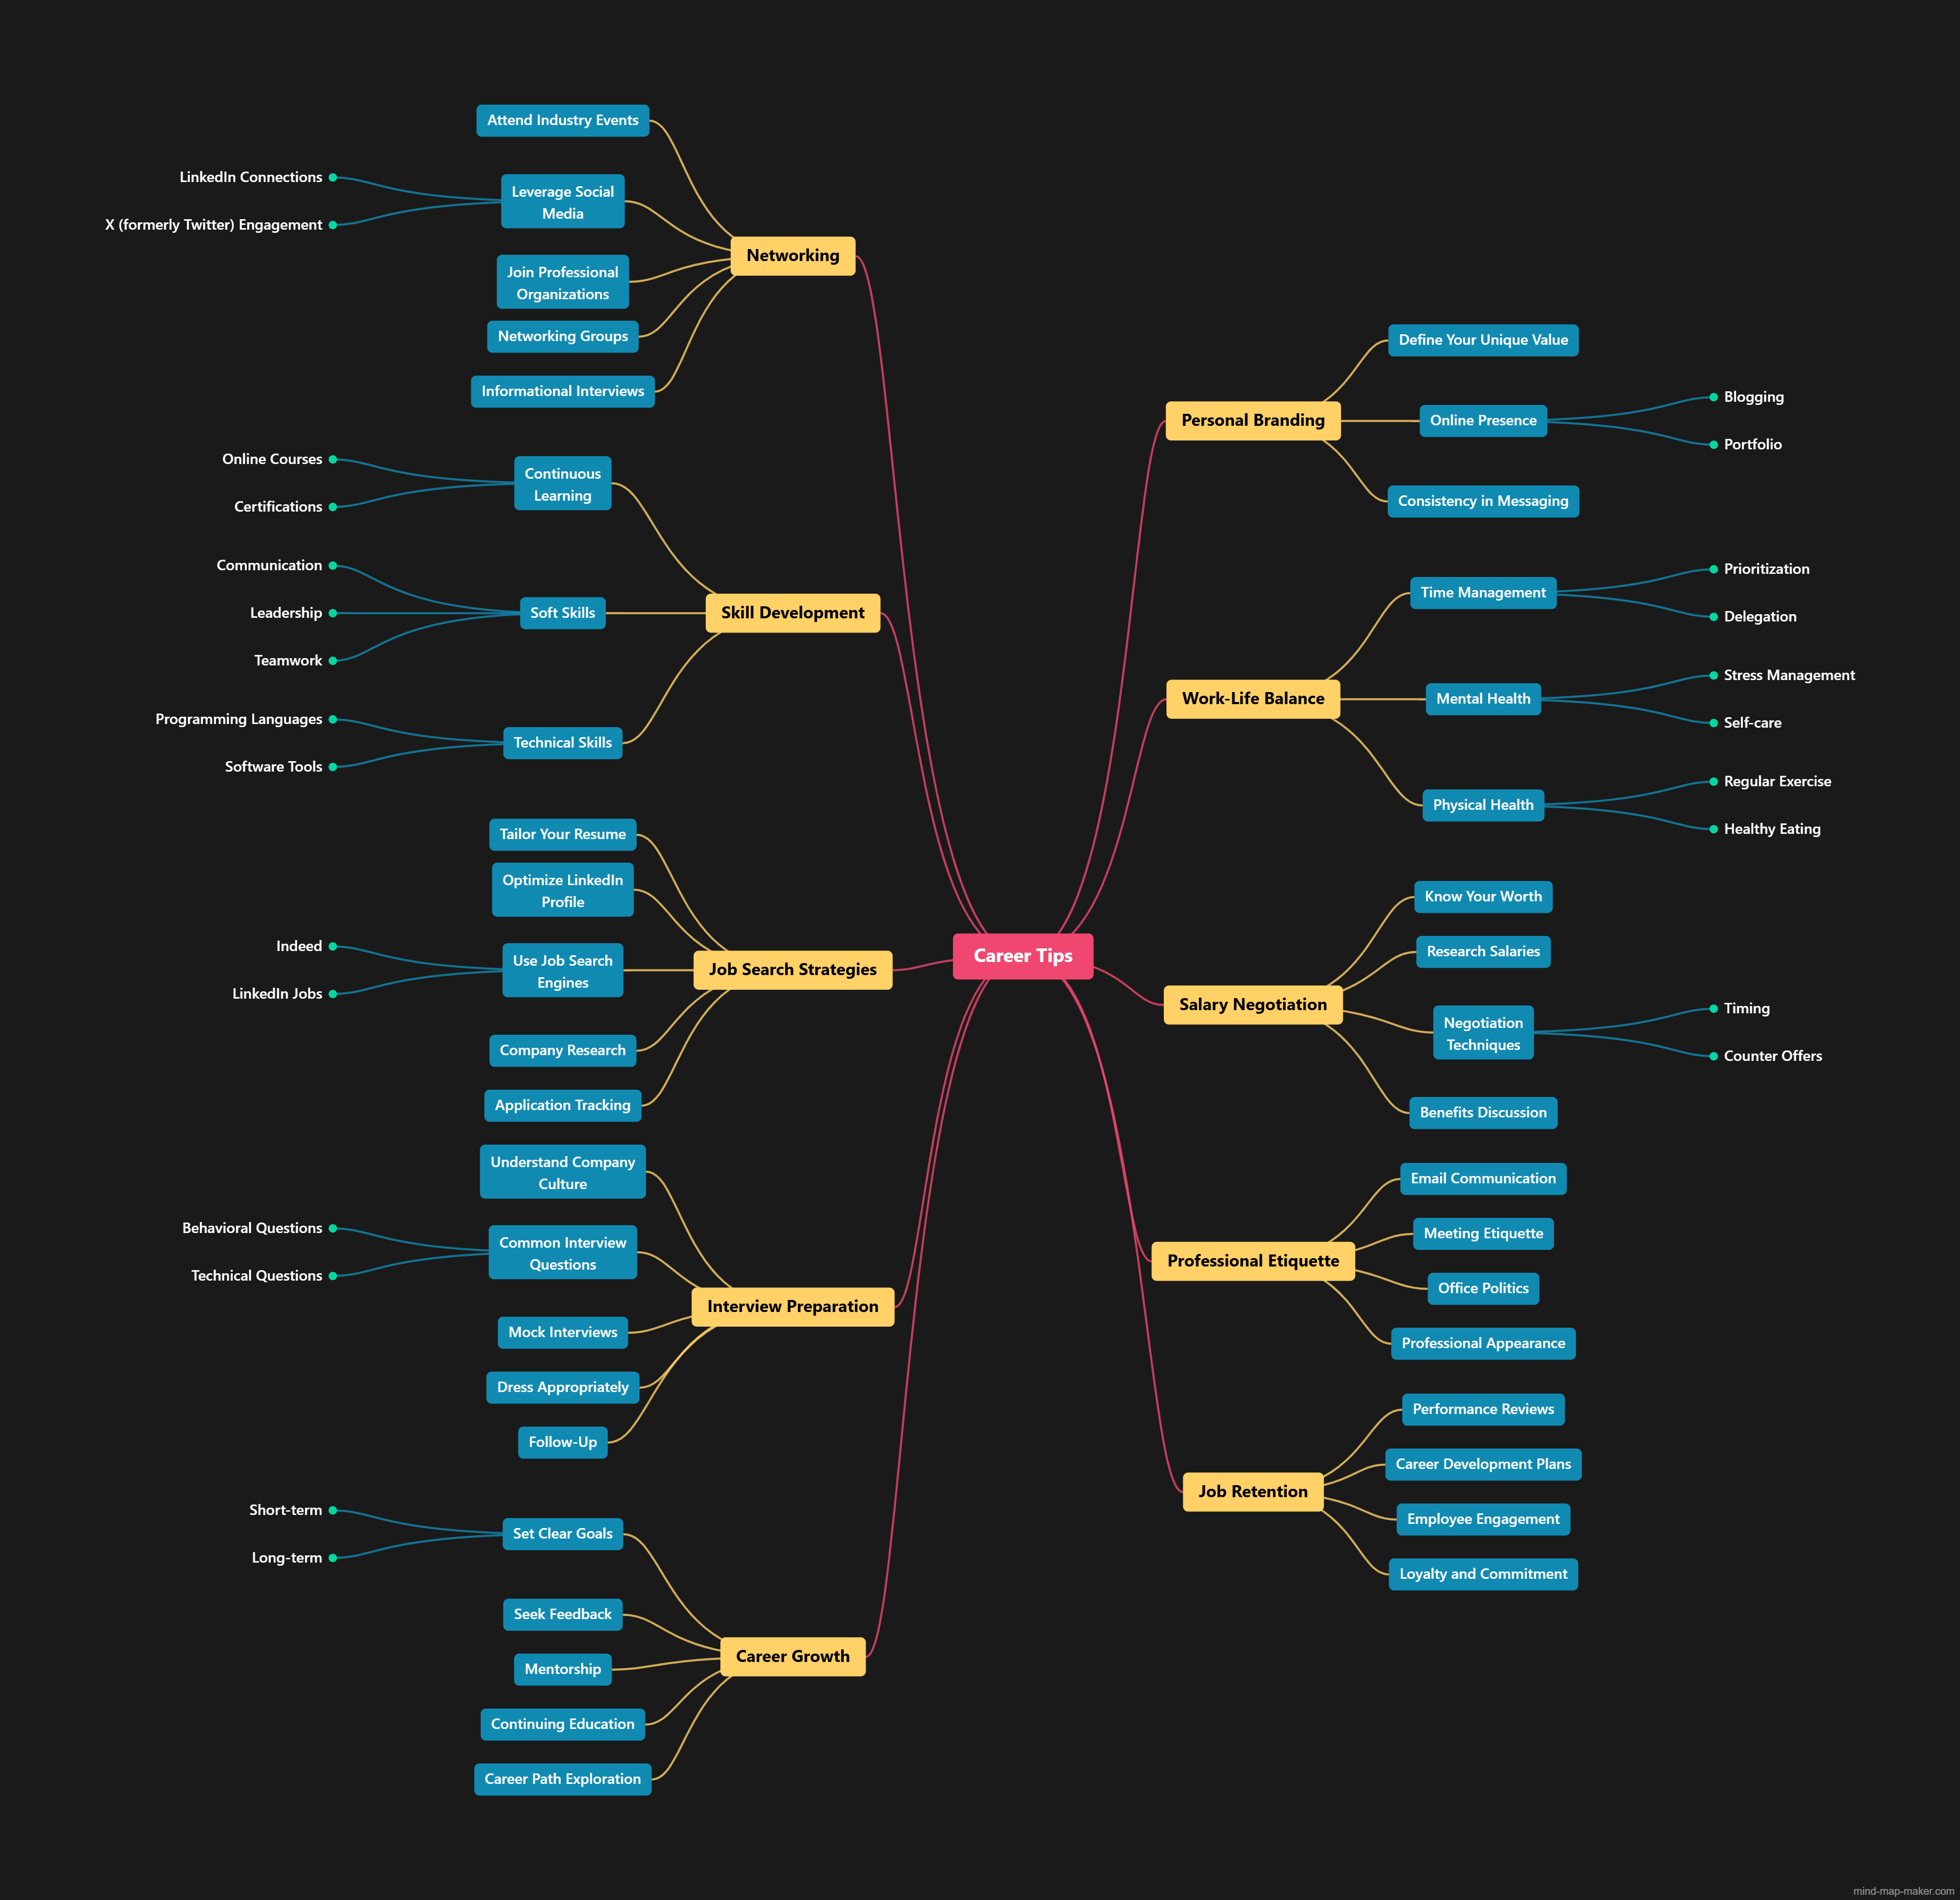 Career Tips
Networking
Attend Industry Events
Leverage Social
Media
LinkedIn Connections
X (formerly Twitter) Engagement
Join Professional
Organizations
Networking Groups
Informational Interviews
Skill Development
Continuous
Learning
Online Courses
Certifications
Soft Skills
Communication
Leadership
Teamwork
Technical Skills
Programming Languages
Software Tools
Job Search Strategies
Tailor Your Resume
Optimize LinkedIn
Profile
Use Job Search
Engines
Indeed
LinkedIn Jobs
Company Research
Application Tracking
Interview Preparation
Understand Company
Culture
Common Interview
Questions
Behavioral Questions
Technical Questions
Mock Interviews
Dress Appropriately
Follow-Up
Career Growth
Set Clear Goals
Short-term
Long-term
Seek Feedback
Mentorship
Continuing Education
Career Path Exploration
Personal Branding
Define Your Unique Value
Online Presence
Blogging
Portfolio
Consistency in Messaging
Work-Life Balance
Time Management
Prioritization
Delegation
Mental Health
Stress Management
Self-care
Physical Health
Regular Exercise
Healthy Eating
Salary Negotiation
Know Your Worth
Research Salaries
Negotiation
Techniques
Timing
Counter Offers
Benefits Discussion
Professional Etiquette
Email Communication
Meeting Etiquette
Office Politics
Professional Appearance
Job Retention
Performance Reviews
Career Development Plans
Employee Engagement
Loyalty and Commitment
mind-map-maker.com